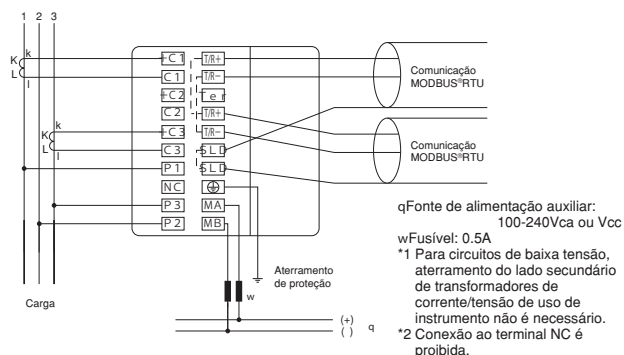 1 2 3
K
k
L
l
K
k
L
l
+C1 T/R+
C1 T/R−
+C2 Ter
C2 T/R+
+C3 T/R−
C3 SLD
P1 SLD
NC
P3 MA
P2 MB
Comunicação
MODBUS®RTU
Comunicação
MODBUS®RTU
Aterramento
de proteção
w
Carga
(+)
( )
q
qFonte de alimentação auxiliar:
100-240Vca ou Vcc
wFusível: 0.5A
*1 Para circuitos de baixa tensão,
aterramento do lado secundário
de transformadores de
corrente/tensão de uso de
instrumento não é necessário.
*2 Conexão ao terminal NC é
proibida.